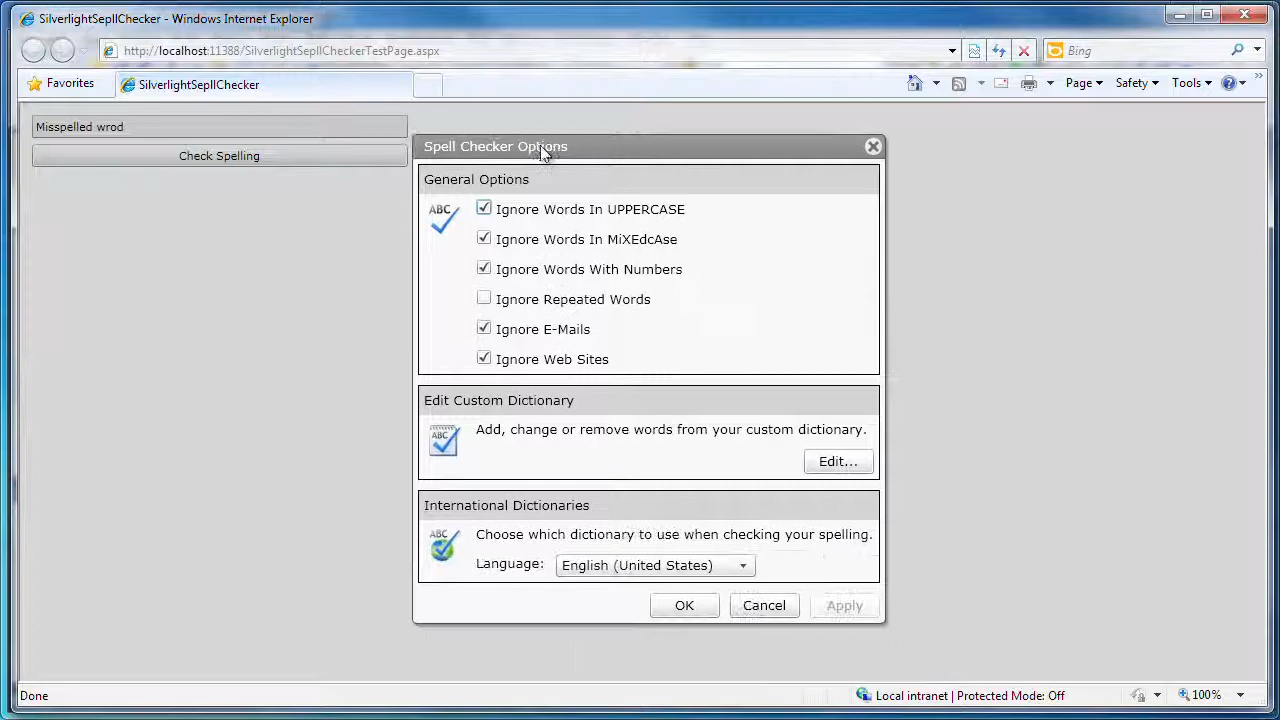 SilverlightSepllChecker - Windows Internet Explorer
http://localhost:11388/SilverlightSepllCheckerTestPage.aspx
Bing
Favorites
SilverlightSepllChecker
Page
Safety
Tools
Misspelled wrod
Check Spelling
Spell Checker Options
General Options
ABC
Ignore Words In UPPERCASE
Ignore Words In MiXEdcAse
Ignore Words With Numbers
Ignore Repeated Words
Ignore E-Mails
Ignore Web Sites
Edit Custom Dictionary
ABC
Add, change or remove words from your custom dictionary.
Edit...
International Dictionaries
ABC
Choose which dictionary to use when checking your spelling.
Language: English (United States)
OK
Cancel
Apply
Done
Local intranet | Protected Mode: Off
100%